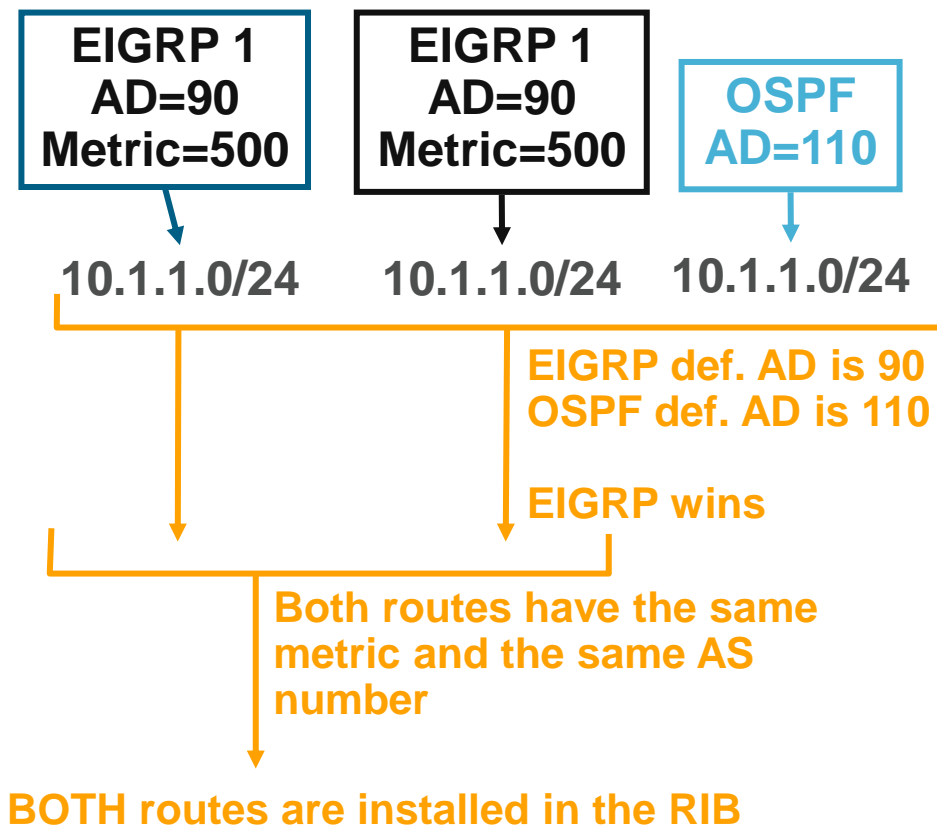 EIGRP 1
AD=90
Metric=500
EIGRP 1
AD=90
Metric=500
OSPF
AD=110
10.1.1.0/24
10.1.1.0/24
10.1.1.0/24
EIGRP def. AD is 90
OSPF def. AD is 110
EIGRP wins
Both routes have the same
metric and the same AS
number
BOTH routes are installed in the RIB